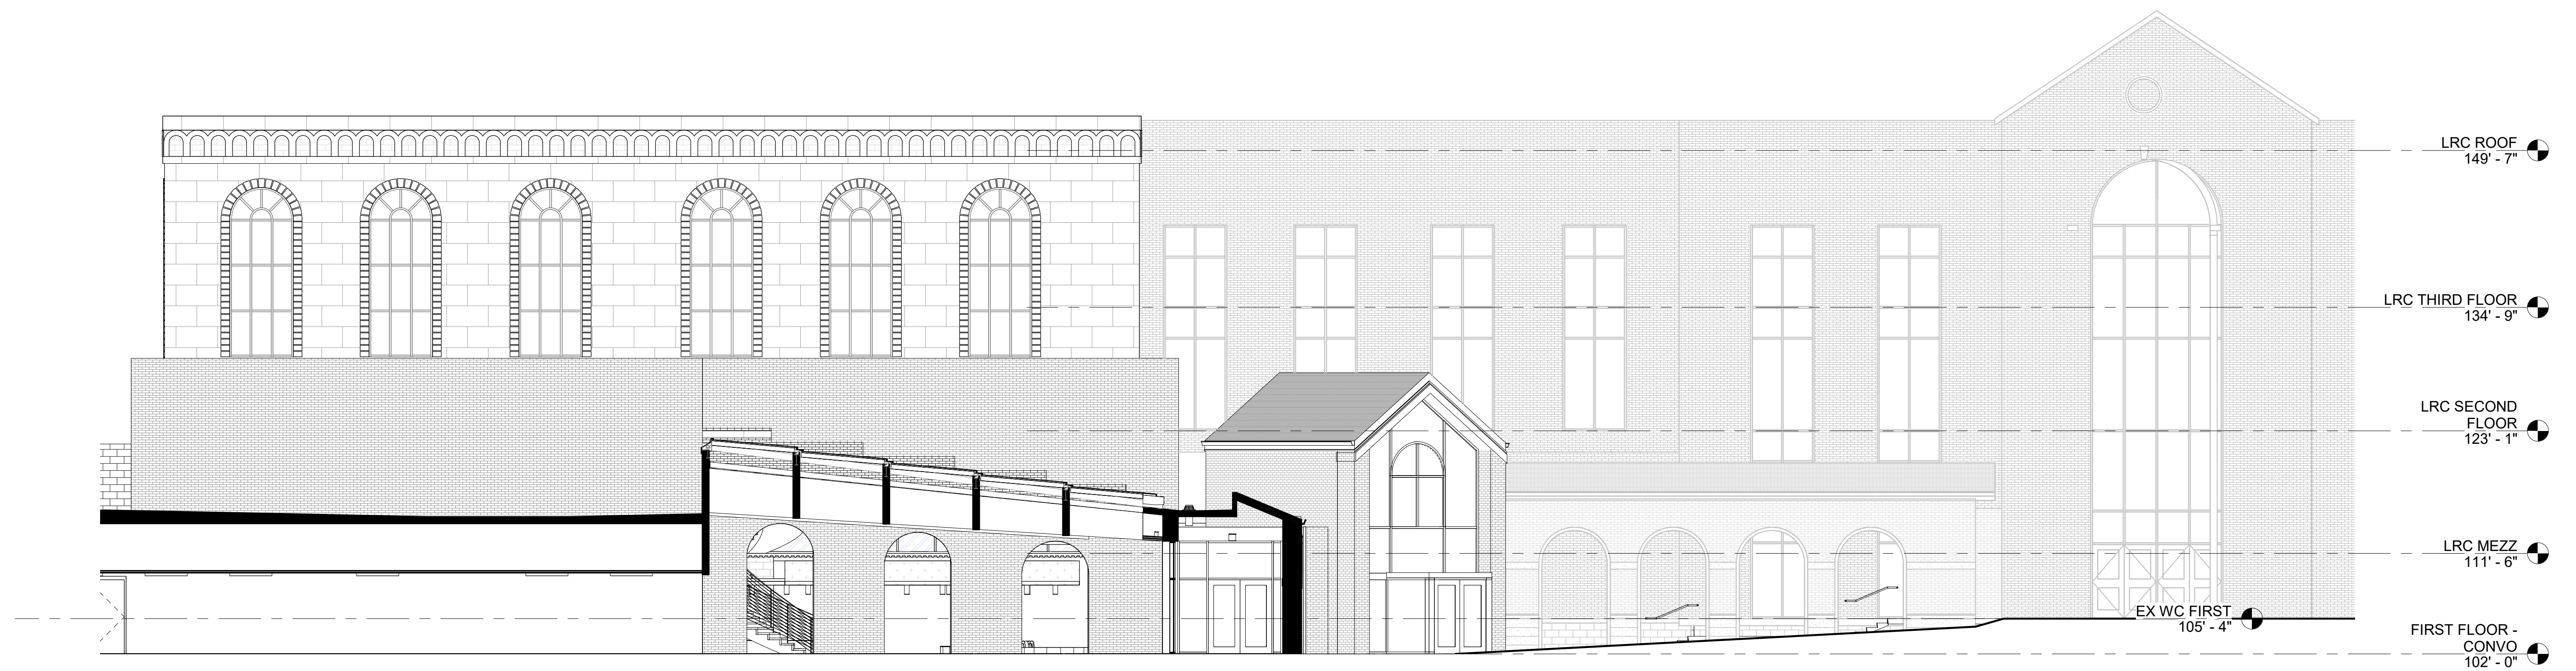 LRC ROOF
149' - 7"
LRC THIRD FLOOR
134' - 9"
LRC SECOND
FLOOR
123' - 1"
LRC MEZZ
111' - 6"
EX WC FIRST
105' - 4"
FIRST FLOOR -
CONVO
102' - 0"